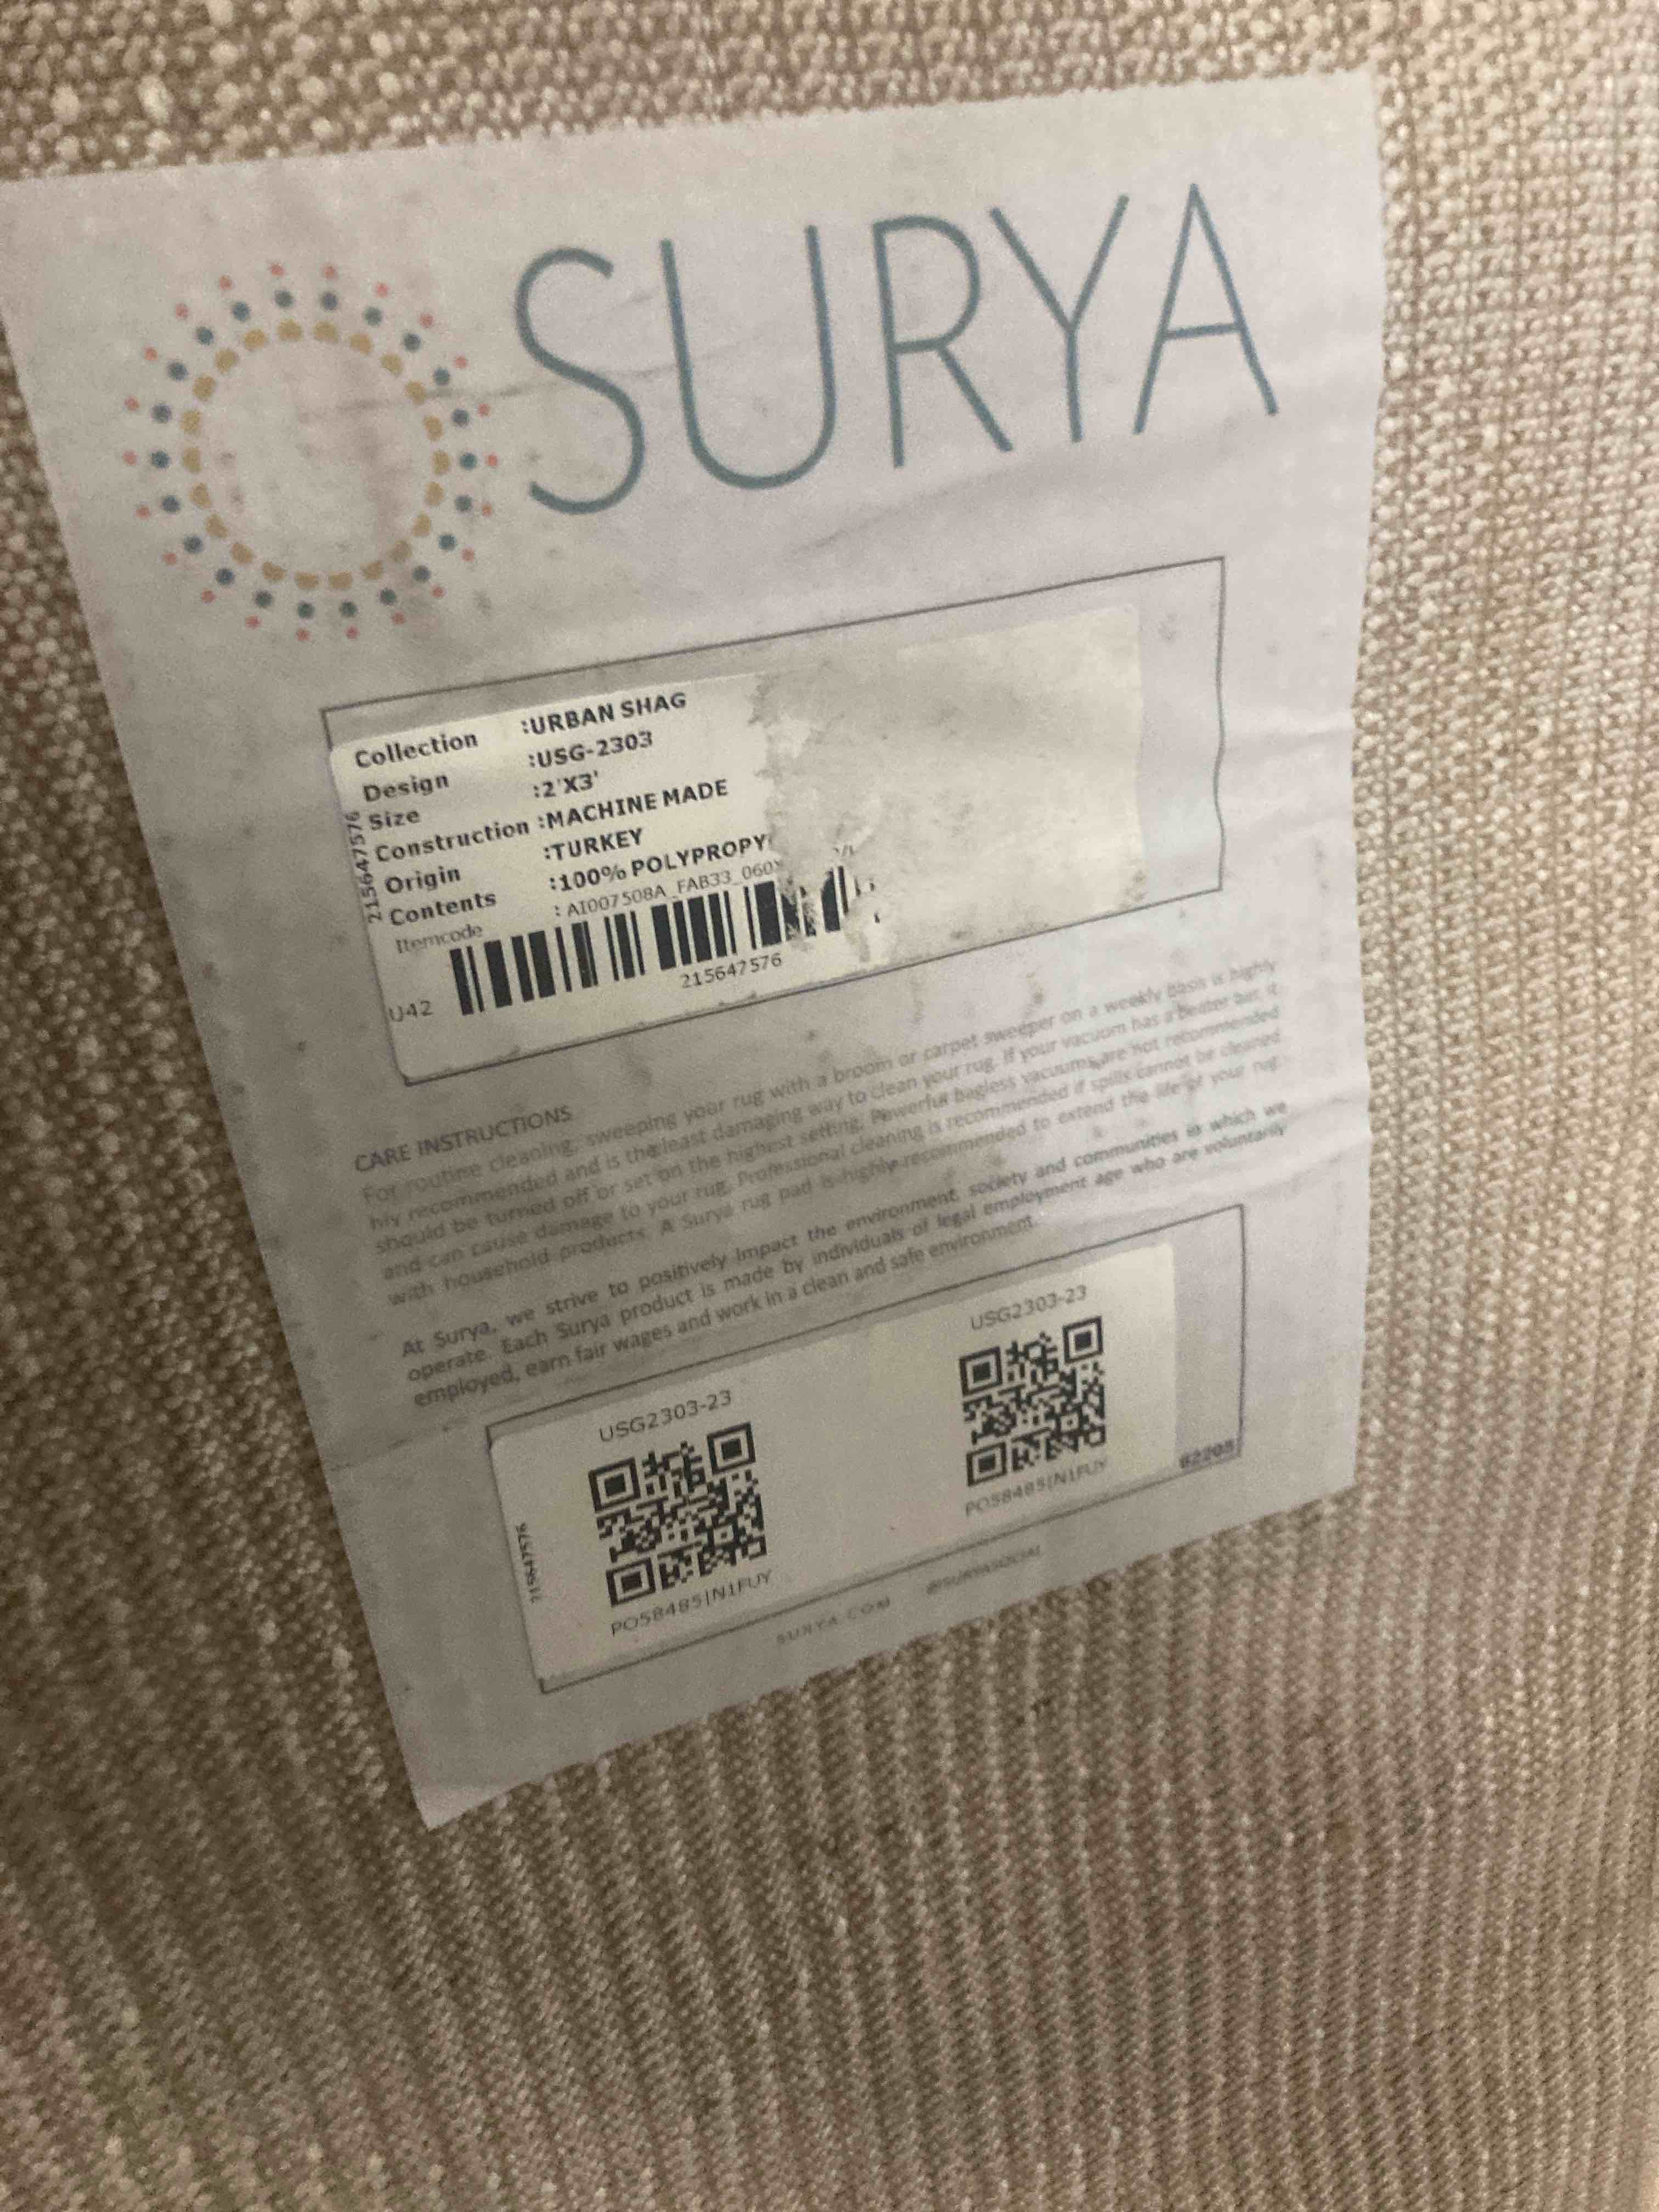 SURYA
Collection :URBAN SHAG
Design :USG-2303
Size :2'X3'
Construction :MACHINE MADE
Origin :TURKEY
Contents :100% POLYPROPY
Itemcode : AI007508A_FAB33_060
215647576
U42
215647576
CARE INSTRUCTIONS
For routine cleaning, sweeping your rug with a broom or carpet sweeper on a weekly basis is highly
hly recommended and is the least damaging way to clean your rug. If your vacuum has a beater bar, it
should be turned off or set on the highest setting. Powerful bagless vacuums are not recommended
and can cause damage to your rug. Professional cleaning is recommended if spills cannot be cleaned
with household products. A Surya rug pad is highly recommended to extend the life of your rug.
At Surya, we strive to positively impact the environment, society and communities in which we
operate. Each Surya product is made by individuals of legal employment age who are voluntarily
employed, earn fair wages and work in a clean and safe environment.
USG2303-23
USG2303-23
PO58485|N1FUY
PO58485|N1FUY
215647576
62205
SURYA.COM @SURYASOCIAL